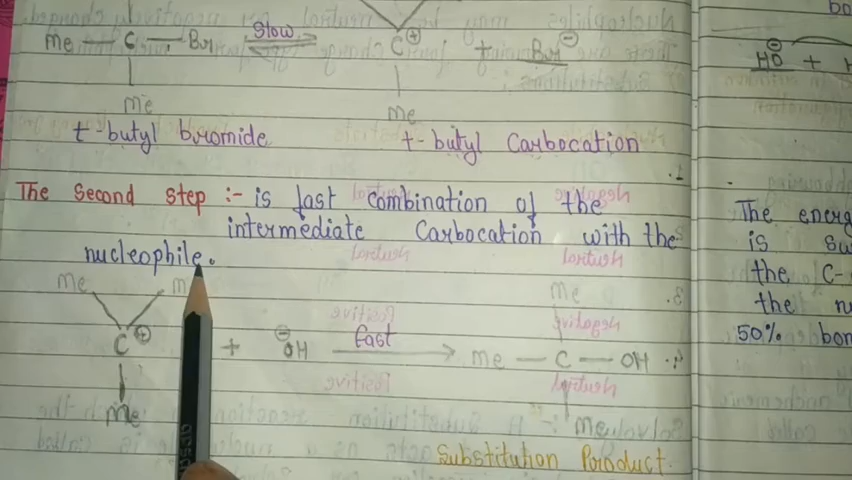 Me — C — Br Slow C⊕ + Br⊖
Me Me
t-butyl bromide t-butyl Carbocation
The Second step :- is fast combination of the
intermediate Carbocation with the
nucleophile.
Me M Me
C⊕ + ⊖OH fast Me — C — OH
Me Me
Substitution Product.
HO⊖ +
The energ
is su
the C-
the nu
50% bon